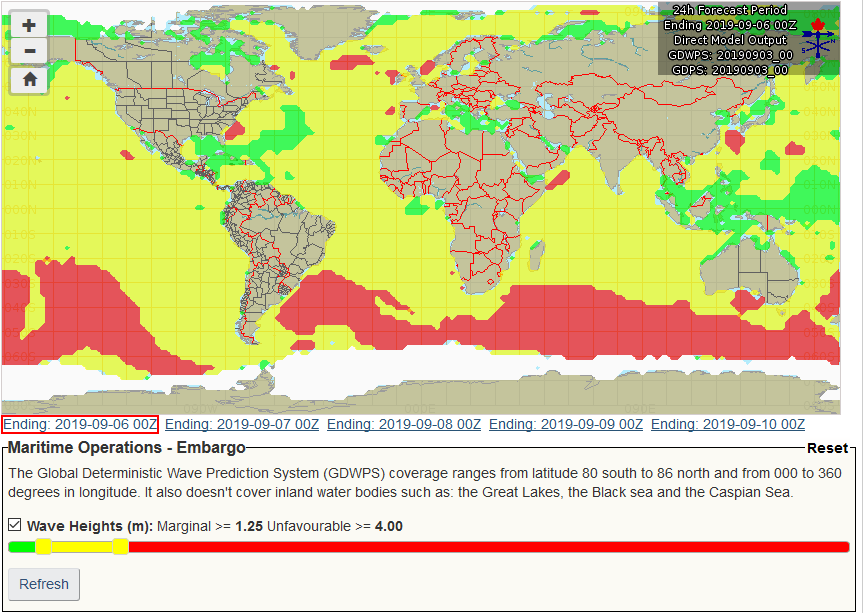 +
24h Forecast Period
Ending 2019-09-06 00Z
Direct Model Output
GDWPS: 20190903_00
GDPS: 20190903_00
Ending: 2019-09-06 00Z Ending: 2019-09-07 00Z Ending: 2019-09-08 00Z Ending: 2019-09-09 00Z Ending: 2019-09-10 00Z
Maritime Operations - Embargo Reset
The Global Deterministic Wave Prediction System (GDWPS) coverage ranges from latitude 80 south to 86 north and from 000 to 360
degrees in longitude. It also doesn't cover inland water bodies such as: the Great Lakes, the Black sea and the Caspian Sea.
Wave Heights (m): Marginal >= 1.25 Unfavourable >= 4.00
Refresh